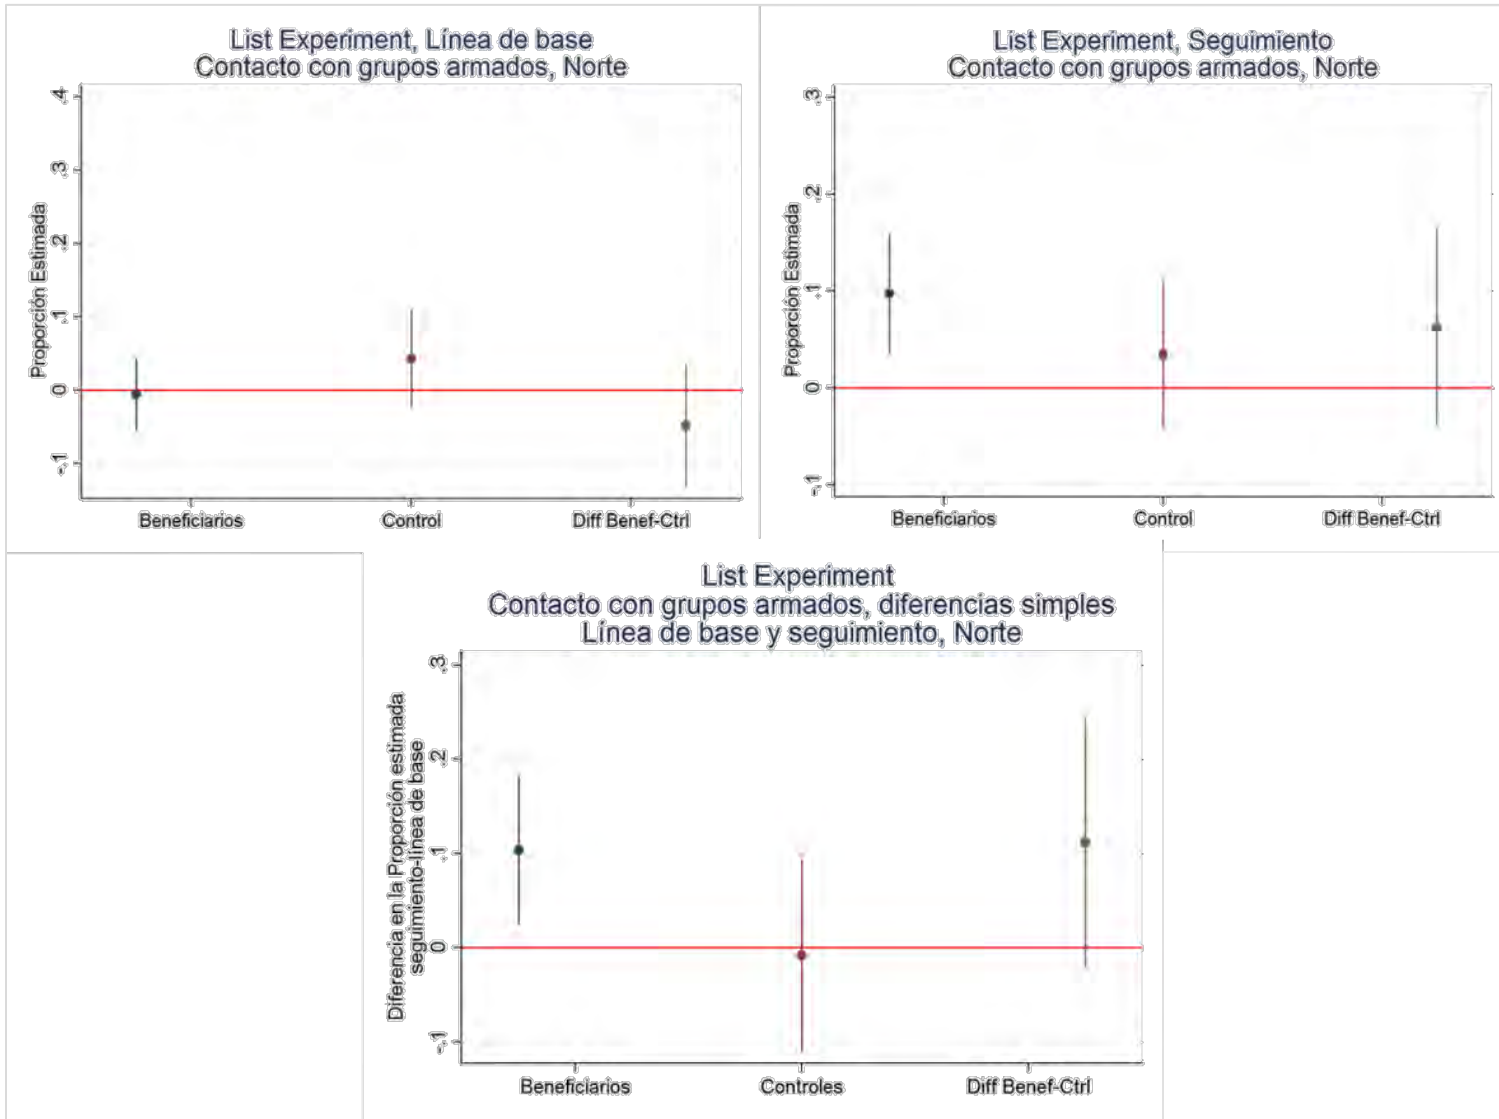 List Experiment, Línea de base
Contacto con grupos armados, Norte
Proporción Estimada
.4
.3
.2
.1
0
-.1
Beneficiarios
Control
Diff Benef-Ctrl
List Experiment, Seguimiento
Contacto con grupos armados, Norte
Proporción Estimada
.3
.2
.1
0
-.1
Beneficiarios
Control
Diff Benef-Ctrl
List Experiment
Contacto con grupos armados, diferencias simples
Línea de base y seguimiento, Norte
Diferencia en la Proporción estimada
seguimiento-línea de base
.3
.2
.1
0
-.1
Beneficiarios
Controles
Diff Benef-Ctrl